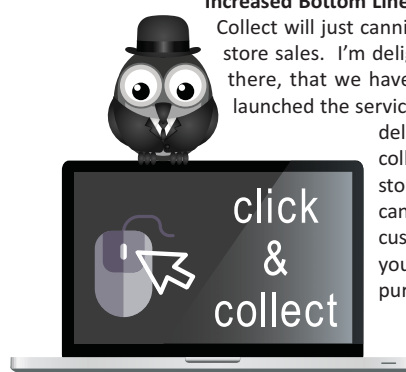 Increased Bottom Line
Collect will just canni
store sales. I'm deli
there, that we have
launched the servic
del
coll
sto
can
cus
you
pur
click
&
collect